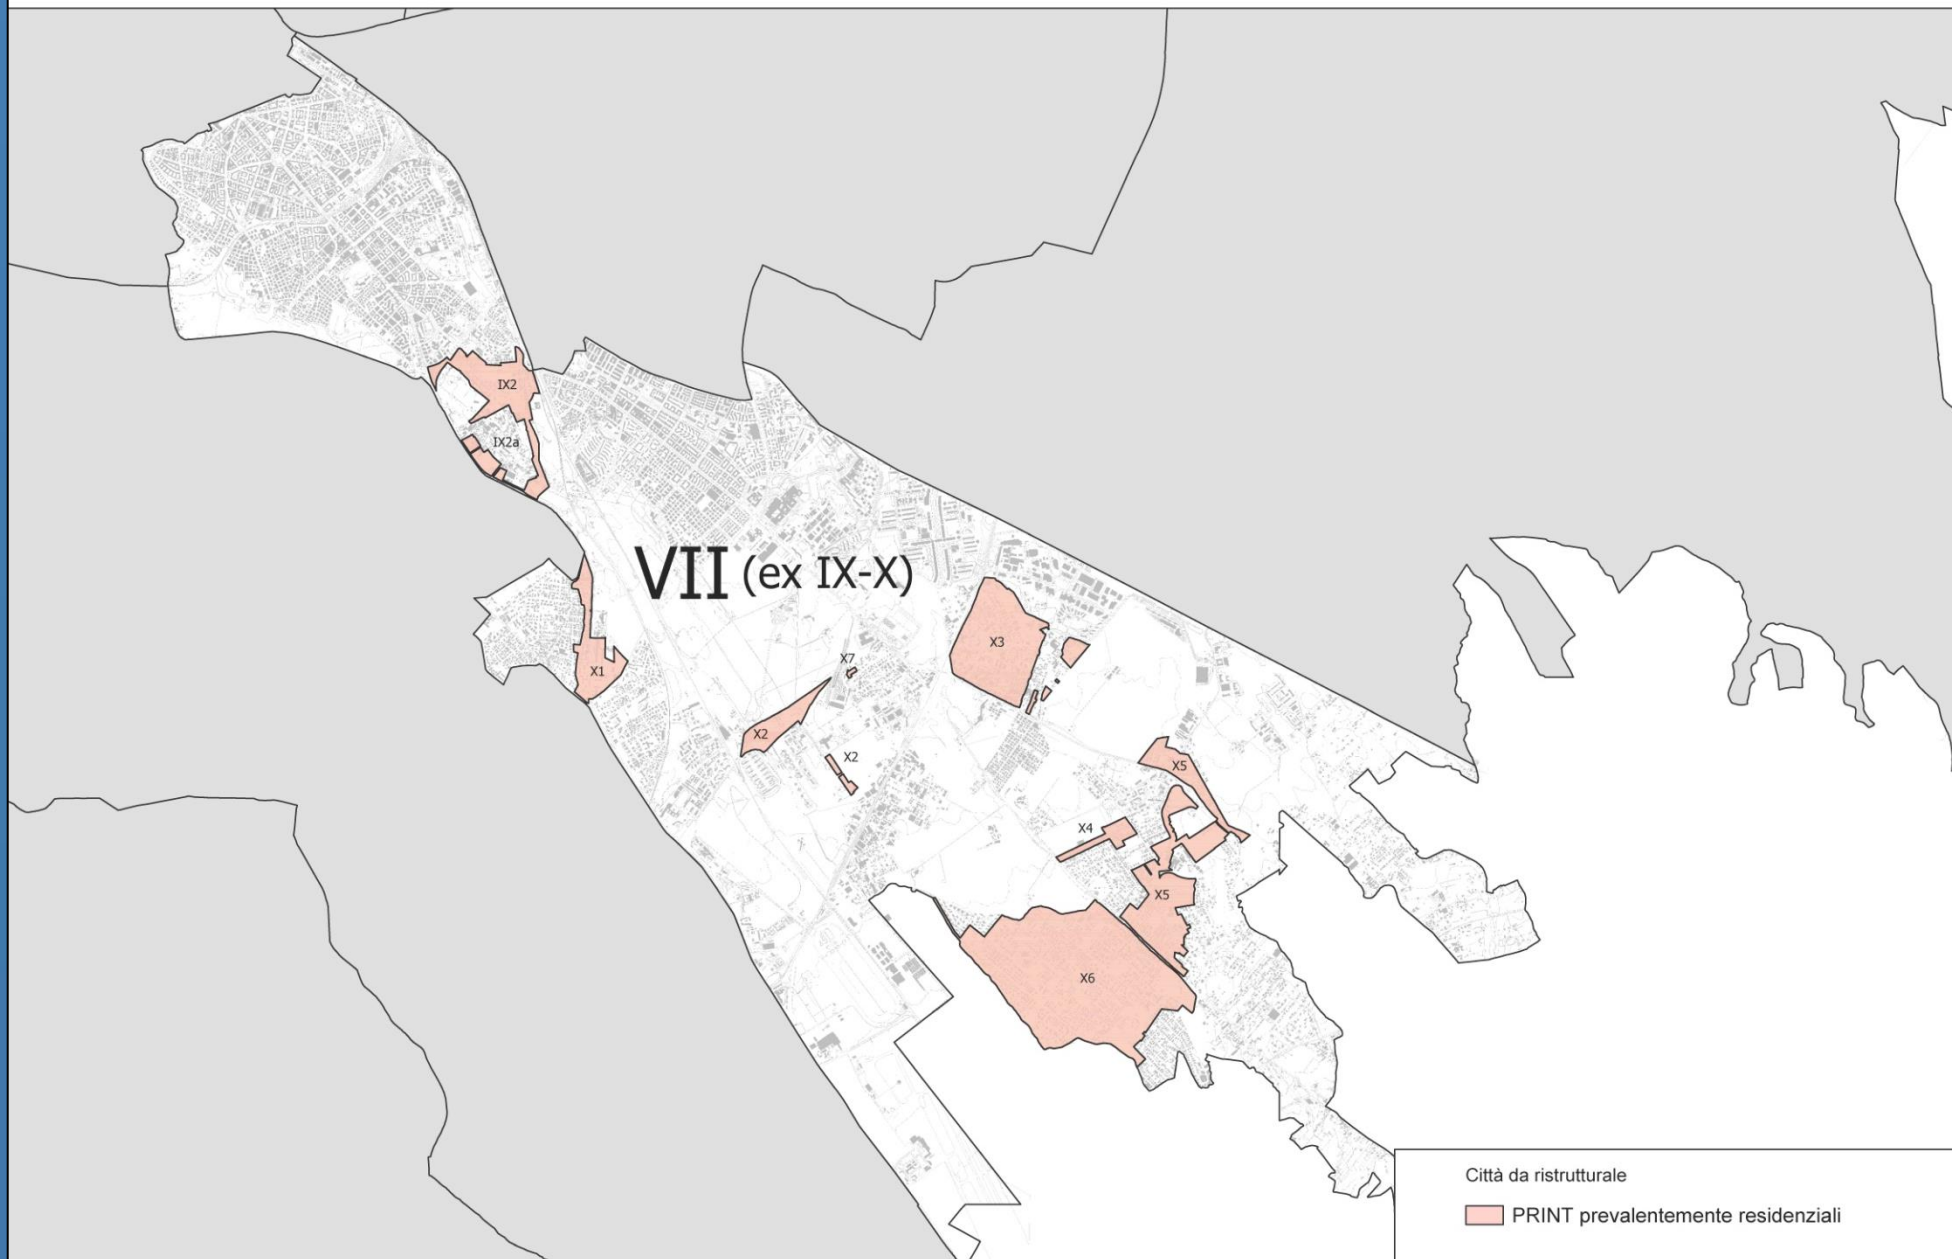 IX2
IX2a
VII (ex IX-X)
X3
X7
X1
X2
X2
X5
X4
X5
X6
Città da ristrutturale
PRINT prevalentemente residenziali